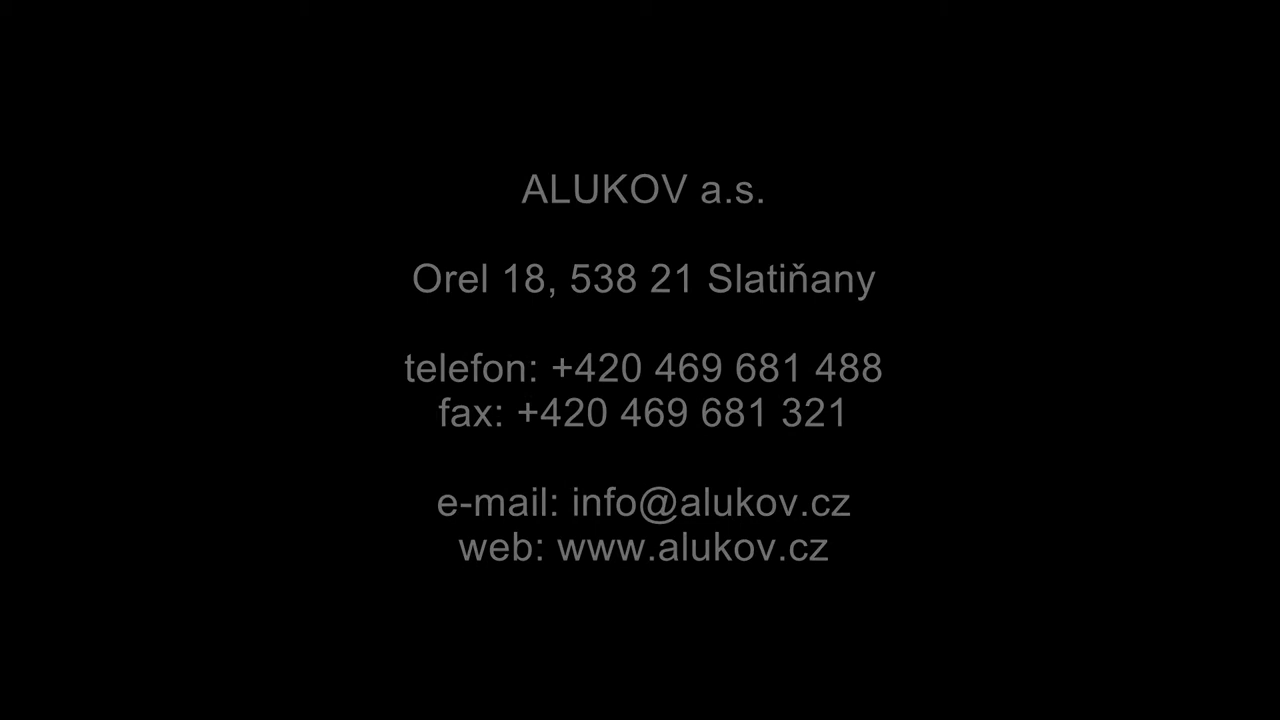 ALUKOV a.s.
Orel 18, 538 21 Slatiňany
telefon: +420 469 681 488
fax: +420 469 681 321
e-mail: info@alukov.cz
web: www.alukov.cz